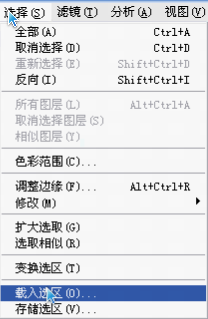 选择(S) 滤镜(T) 分析(A) 视图(V)
全部(A) Ctrl+A
取消选择(D) Ctrl+D
重新选择(E) Shift+Ctrl+D
反向(I) Shift+Ctrl+I
所有图层(L) Alt+Ctrl+A
取消选择图层(S)
相似图层(Y)
色彩范围(C)...
调整边缘(F)... Alt+Ctrl+R
修改(M)
扩大选取(G)
选取相似(R)
变换选区(T)
载入选区(O)...
存储选区(V)...